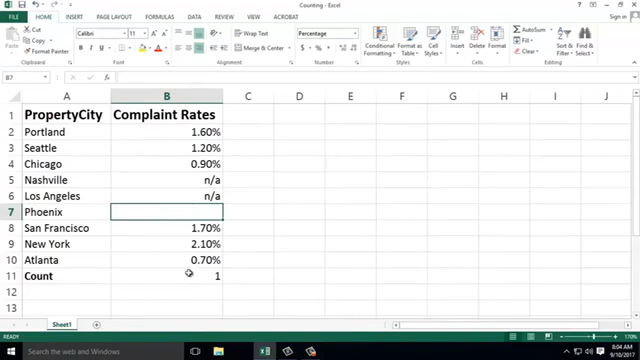 Counting - Excel
Sign in
FILE HOME INSERT PAGE LAYOUT FORMULAS DATA REVIEW VIEW ACROBAT
Paste
Cut
Copy
Format Painter
Calibri 11
B I U
Wrap Text
Merge & Center
Percentage
Conditional Formatting
Format as Table
Cell Styles
Insert Delete Format
AutoSum
Fill
Clear
Sort & Filter
Find & Select
Clipboard Font Alignment Number Styles Cells Editing
B7
A B C D E F G H I J
1 PropertyCity Complaint Rates
2 Portland 1.60%
3 Seattle 1.20%
4 Chicago 0.90%
5 Nashville n/a
6 Los Angeles n/a
7 Phoenix
8 San Francisco 1.70%
9 New York 2.10%
10 Atlanta 0.70%
11 Count 1
12
13
Sheet1
READY
170%
Search the web and Windows
8:04 AM
9/10/2017